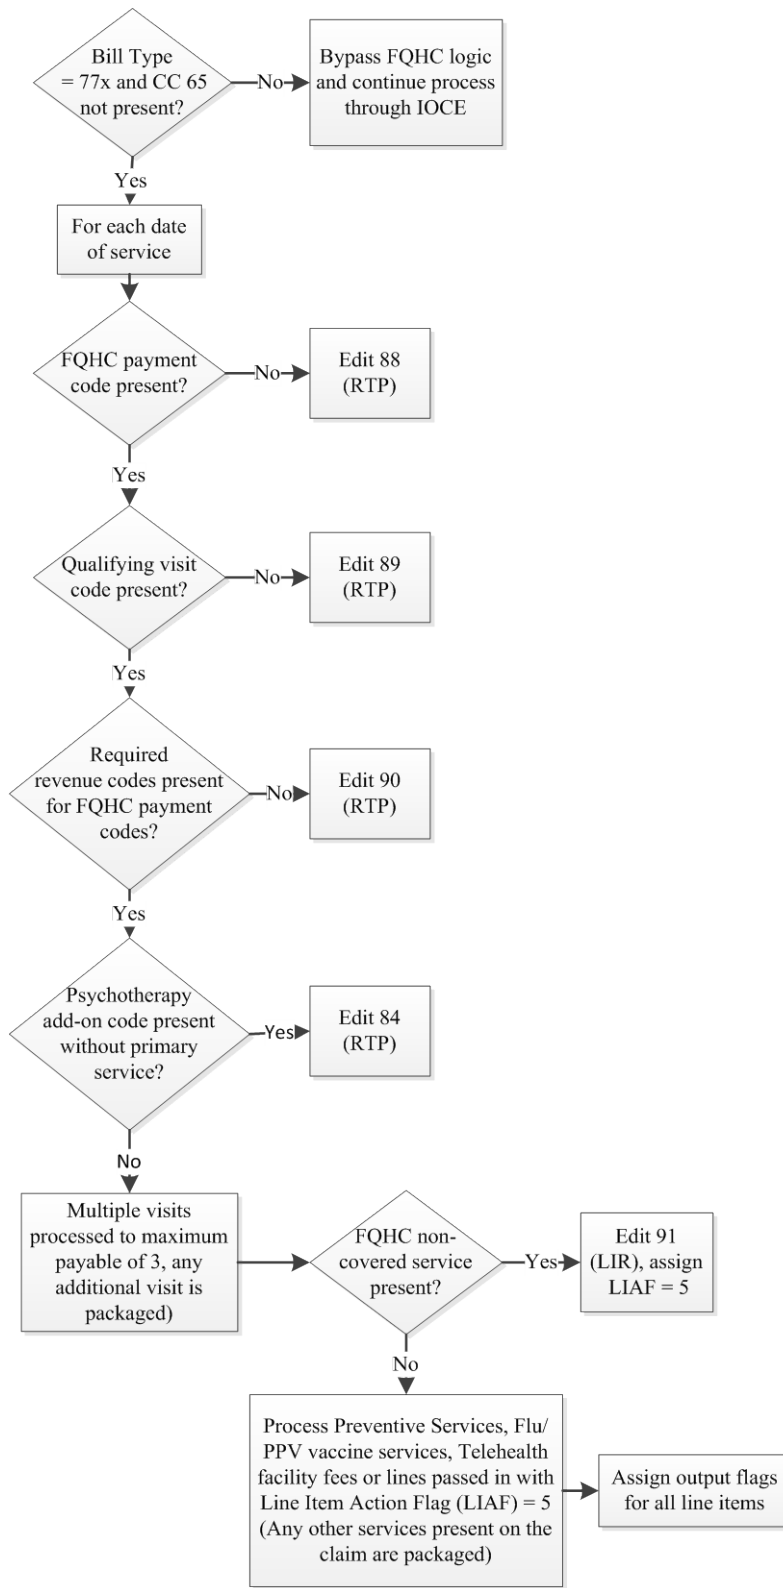 Bill Type
= 77x and CC 65
not present?
No
Bypass FQHC logic
and continue process
through IOCE
Yes
For each date
of service
FQHC payment
code present?
No
Edit 88
(RTP)
Yes
Qualifying visit
code present?
No
Edit 89
(RTP)
Yes
Required
revenue codes present
for FQHC payment
codes?
No
Edit 90
(RTP)
Yes
Psychotherapy
add-on code present
without primary
service?
Yes
Edit 84
(RTP)
No
Multiple visits
processed to maximum
payable of 3, any
additional visit is
packaged)
FQHC non-
covered service
present?
Yes
Edit 91
(LIR), assign
LIAF = 5
No
Process Preventive Services, Flu/
PPV vaccine services, Telehealth
facility fees or lines passed in with
Line Item Action Flag (LIAF) = 5
(Any other services present on the
claim are packaged)
Assign output flags
for all line items